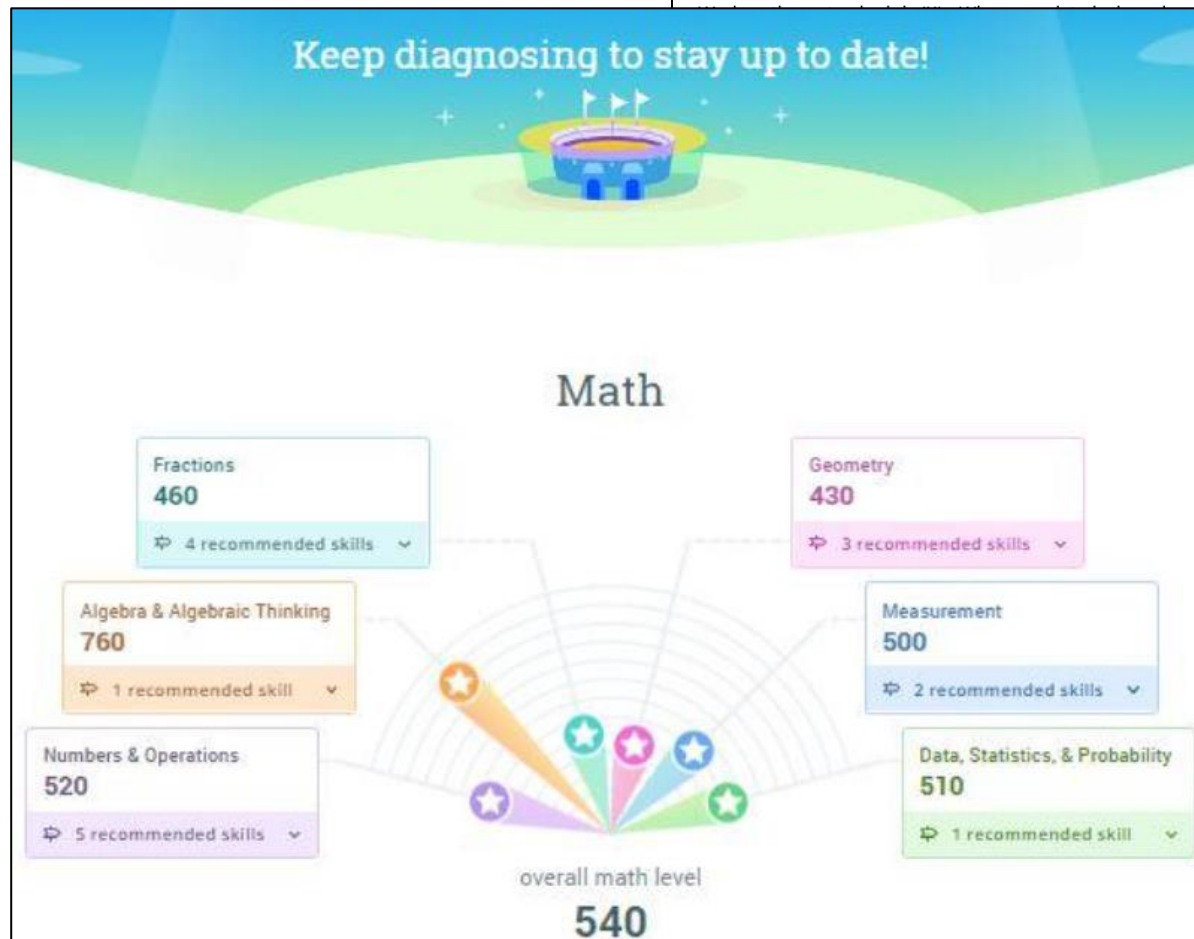 Keep diagnosing to stay up to date!
Math
Fractions
460
4 recommended skills
Geometry
430
3 recommended skills
Algebra & Algebraic Thinking
760
1 recommended skill
Measurement
500
2 recommended skills
Numbers & Operations
520
5 recommended skills
Data, Statistics, & Probability
510
1 recommended skill
overall math level
540